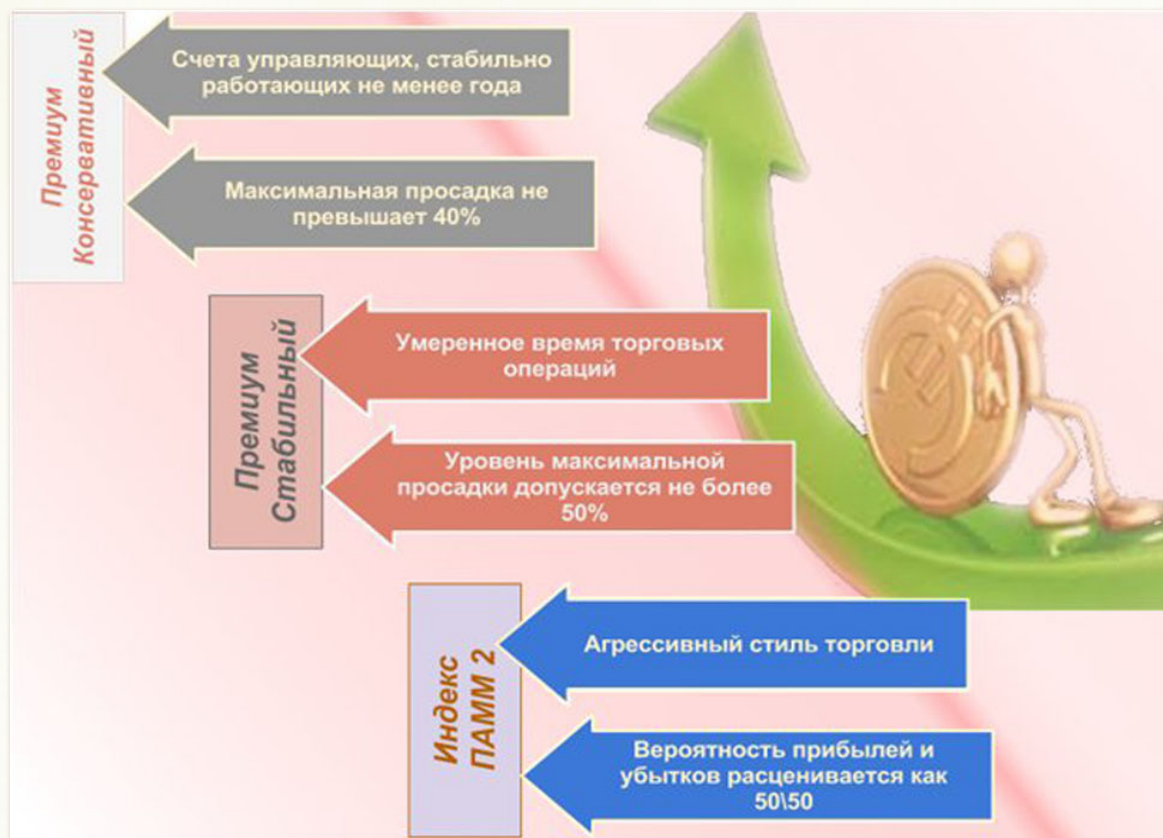 Премиум
Консервативный
Счета управляющих, стабильно
работающих не менее года
Максимальная просадка не
превышает 40%
Премиум
Стабильный
Умеренное время торговых
операций
Уровень максимальной
просадки допускается не более
50%
Индекс
ПАММ 2
Агрессивный стиль торговли
Вероятность прибылей и
убытков расценивается как
50\50